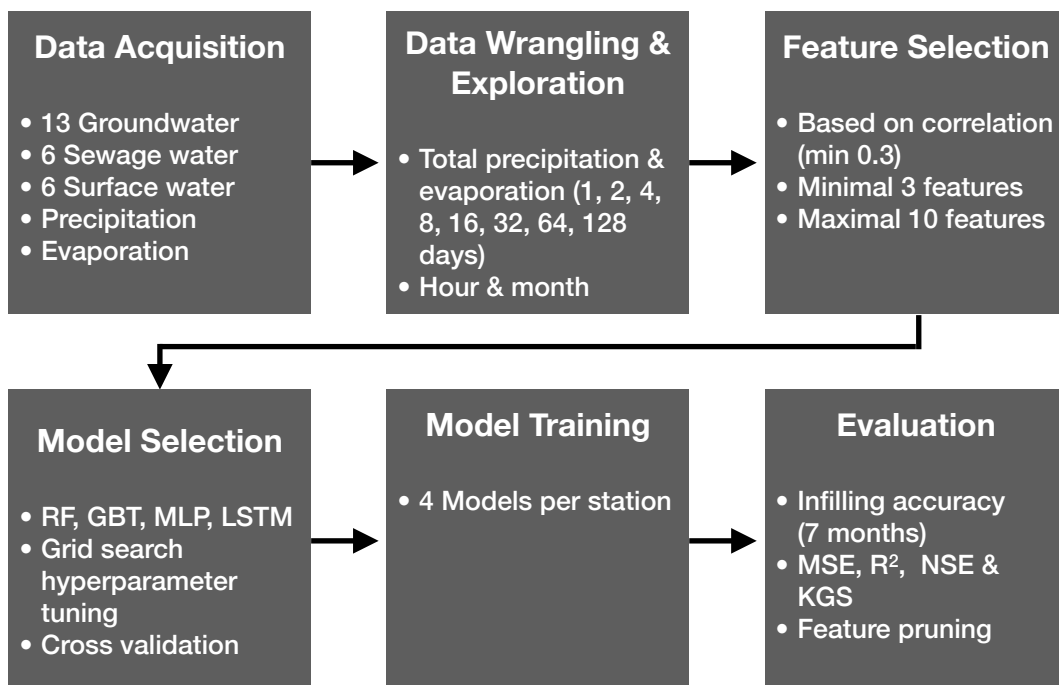 Data Acquisition
• 13 Groundwater
• 6 Sewage water
• 6 Surface water
• Precipitation
• Evaporation
Data Wrangling &
Exploration
• Total precipitation &
evaporation (1, 2, 4,
8, 16, 32, 64, 128
days)
• Hour & month
Feature Selection
• Based on correlation
(min 0.3)
• Minimal 3 features
• Maximal 10 features
Model Selection
• RF, GBT, MLP, LSTM
• Grid search
hyperparameter
tuning
• Cross validation
Model Training
• 4 Models per station
Evaluation
• Infilling accuracy
(7 months)
• MSE, R², NSE &
KGS
• Feature pruning